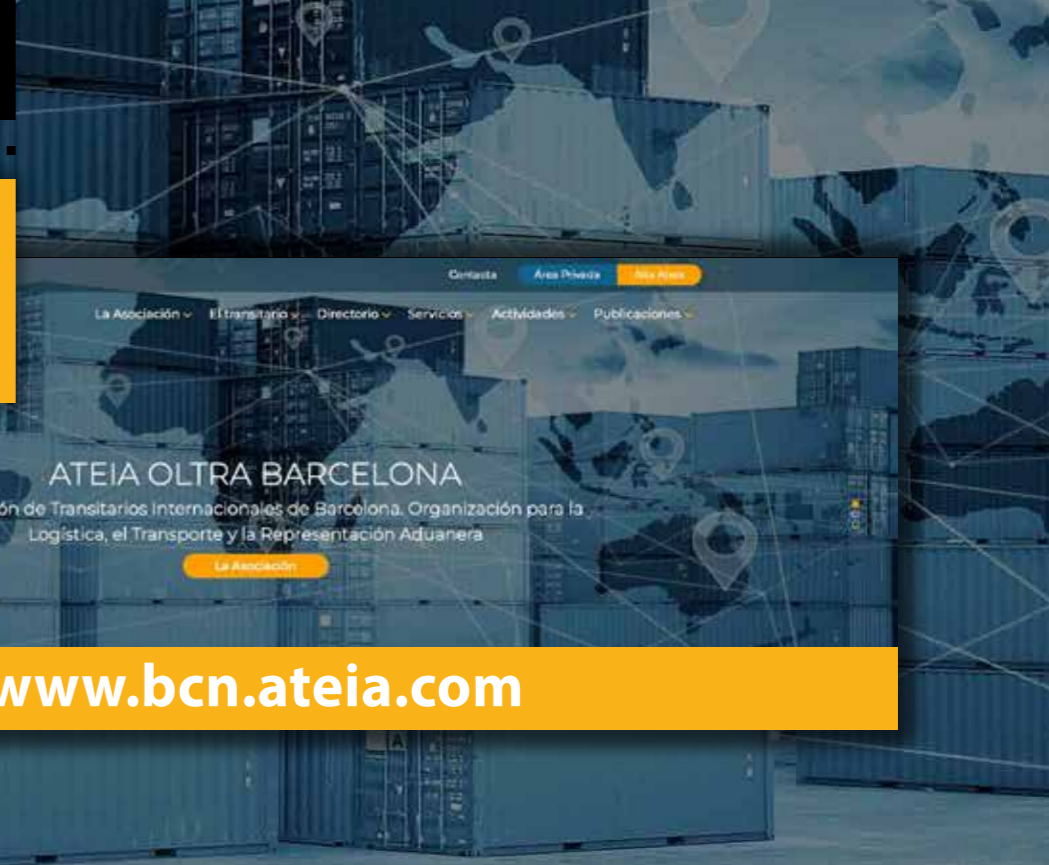 Contacta Área Privada Alta Ateia
La Asociación El transitario Directorio Servicios Actividades Publicaciones
ATEIA OLTRA BARCELONA
ón de Transitarios Internacionales de Barcelona. Organización para la
Logística, el Transporte y la Representación Aduanera
La Asociación
www.bcn.ateia.com